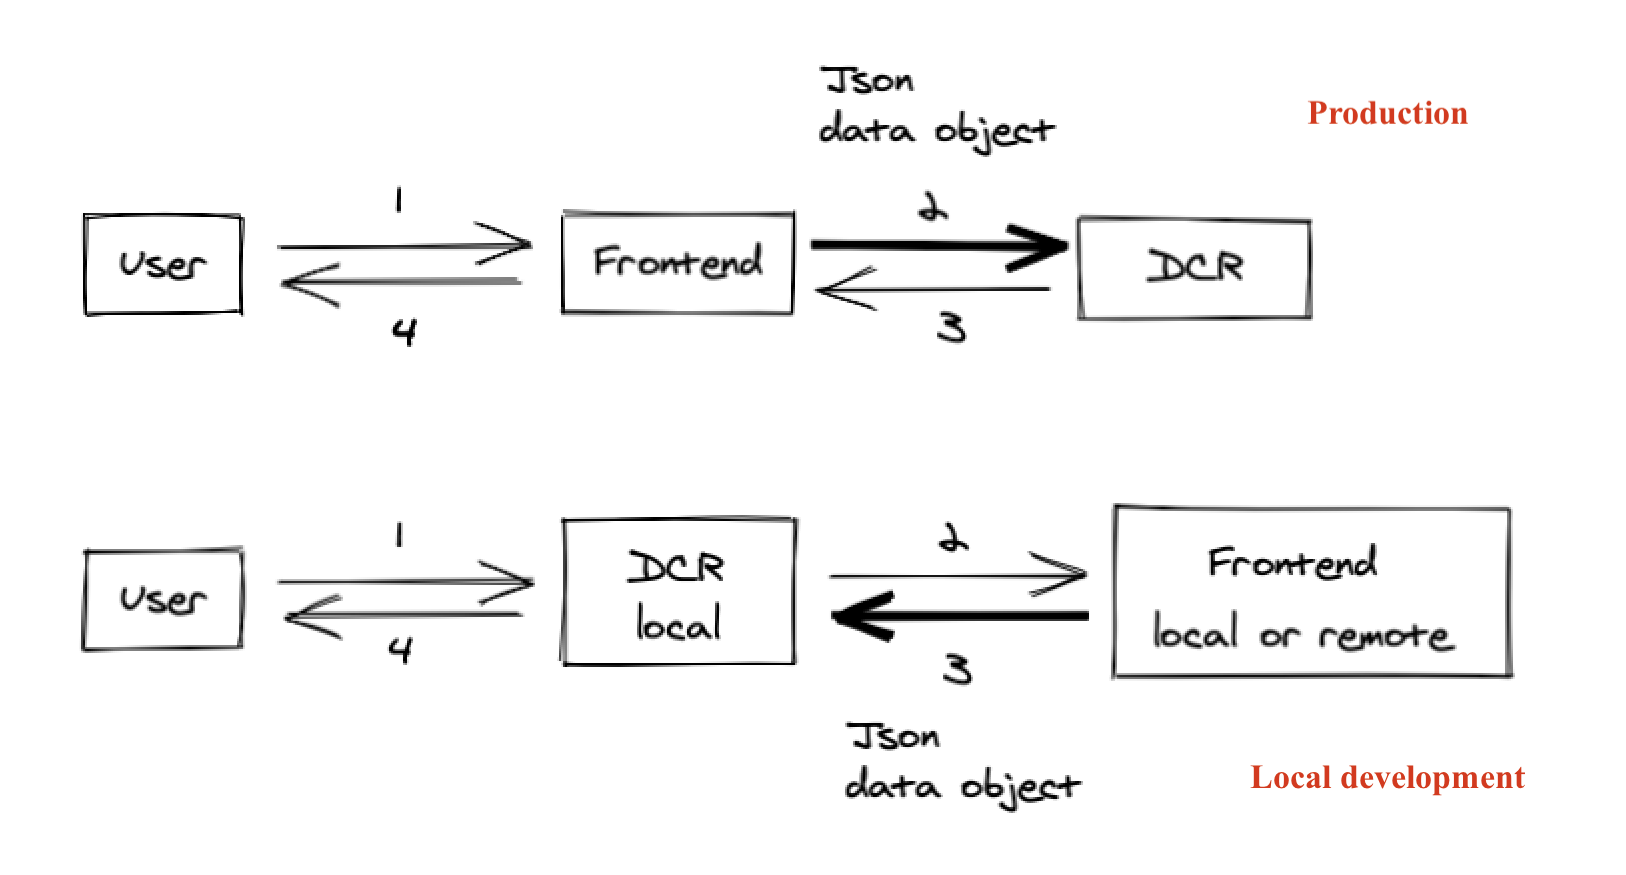 Json
data object
Production
1
2
User
Frontend
DCR
4
3
1
2
User
DCR
local
Frontend
local or remote
4
3
Json
data object
Local development